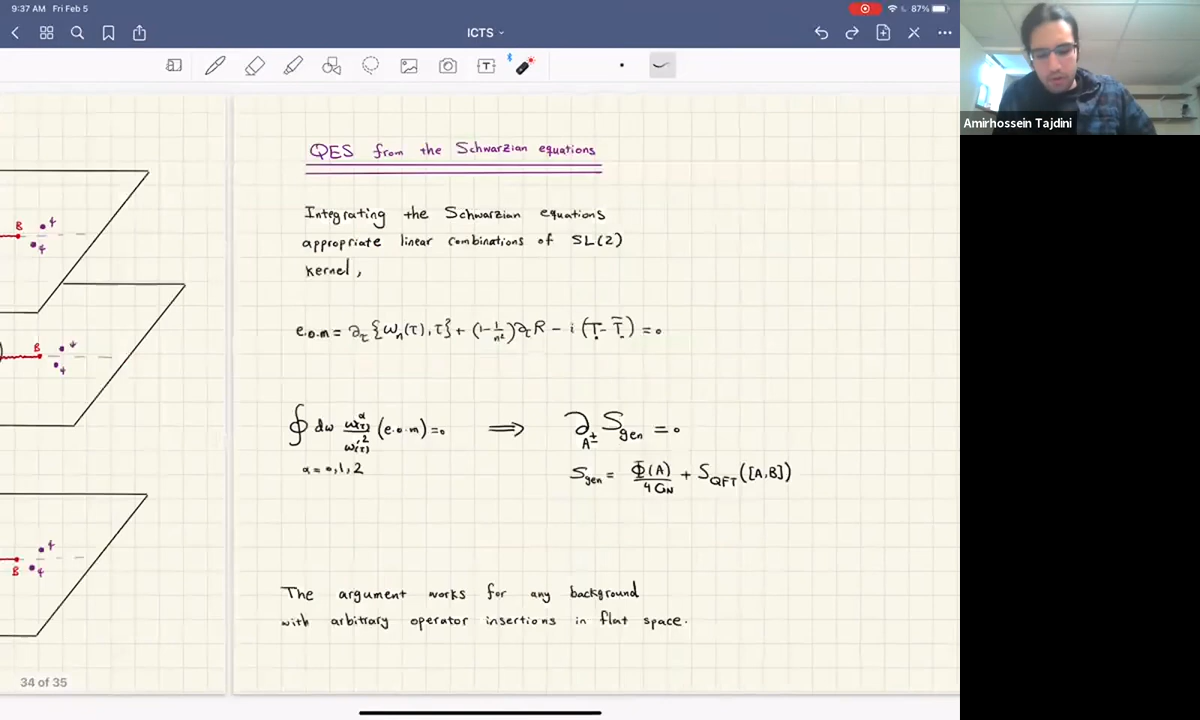 9:37 AM Fri Feb 5
87%
ICTS
Amirhossein Tajdini
QES from the Schwarzian equations
Integrating the Schwarzian equations
appropriate linear combinations of SL(2)
kernel,
e.o.m = ∂_τ {w_n(τ), τ} + (1 - 1/n²) ∂_τ R - i (T - T̄) = 0
∮ dw w(τ)^α / w'(τ)² (e.o.m) = 0 ⟹ ∂_{A^±} S_gen = 0
α = 0, 1, 2
S_gen = Φ(A) / 4G_N + S_QFT([A,B])
The argument works for any background
with arbitrary operator insertions in flat space.
B
ψ
ψ
B
ψ
ψ
B
ψ
ψ
34 of 35